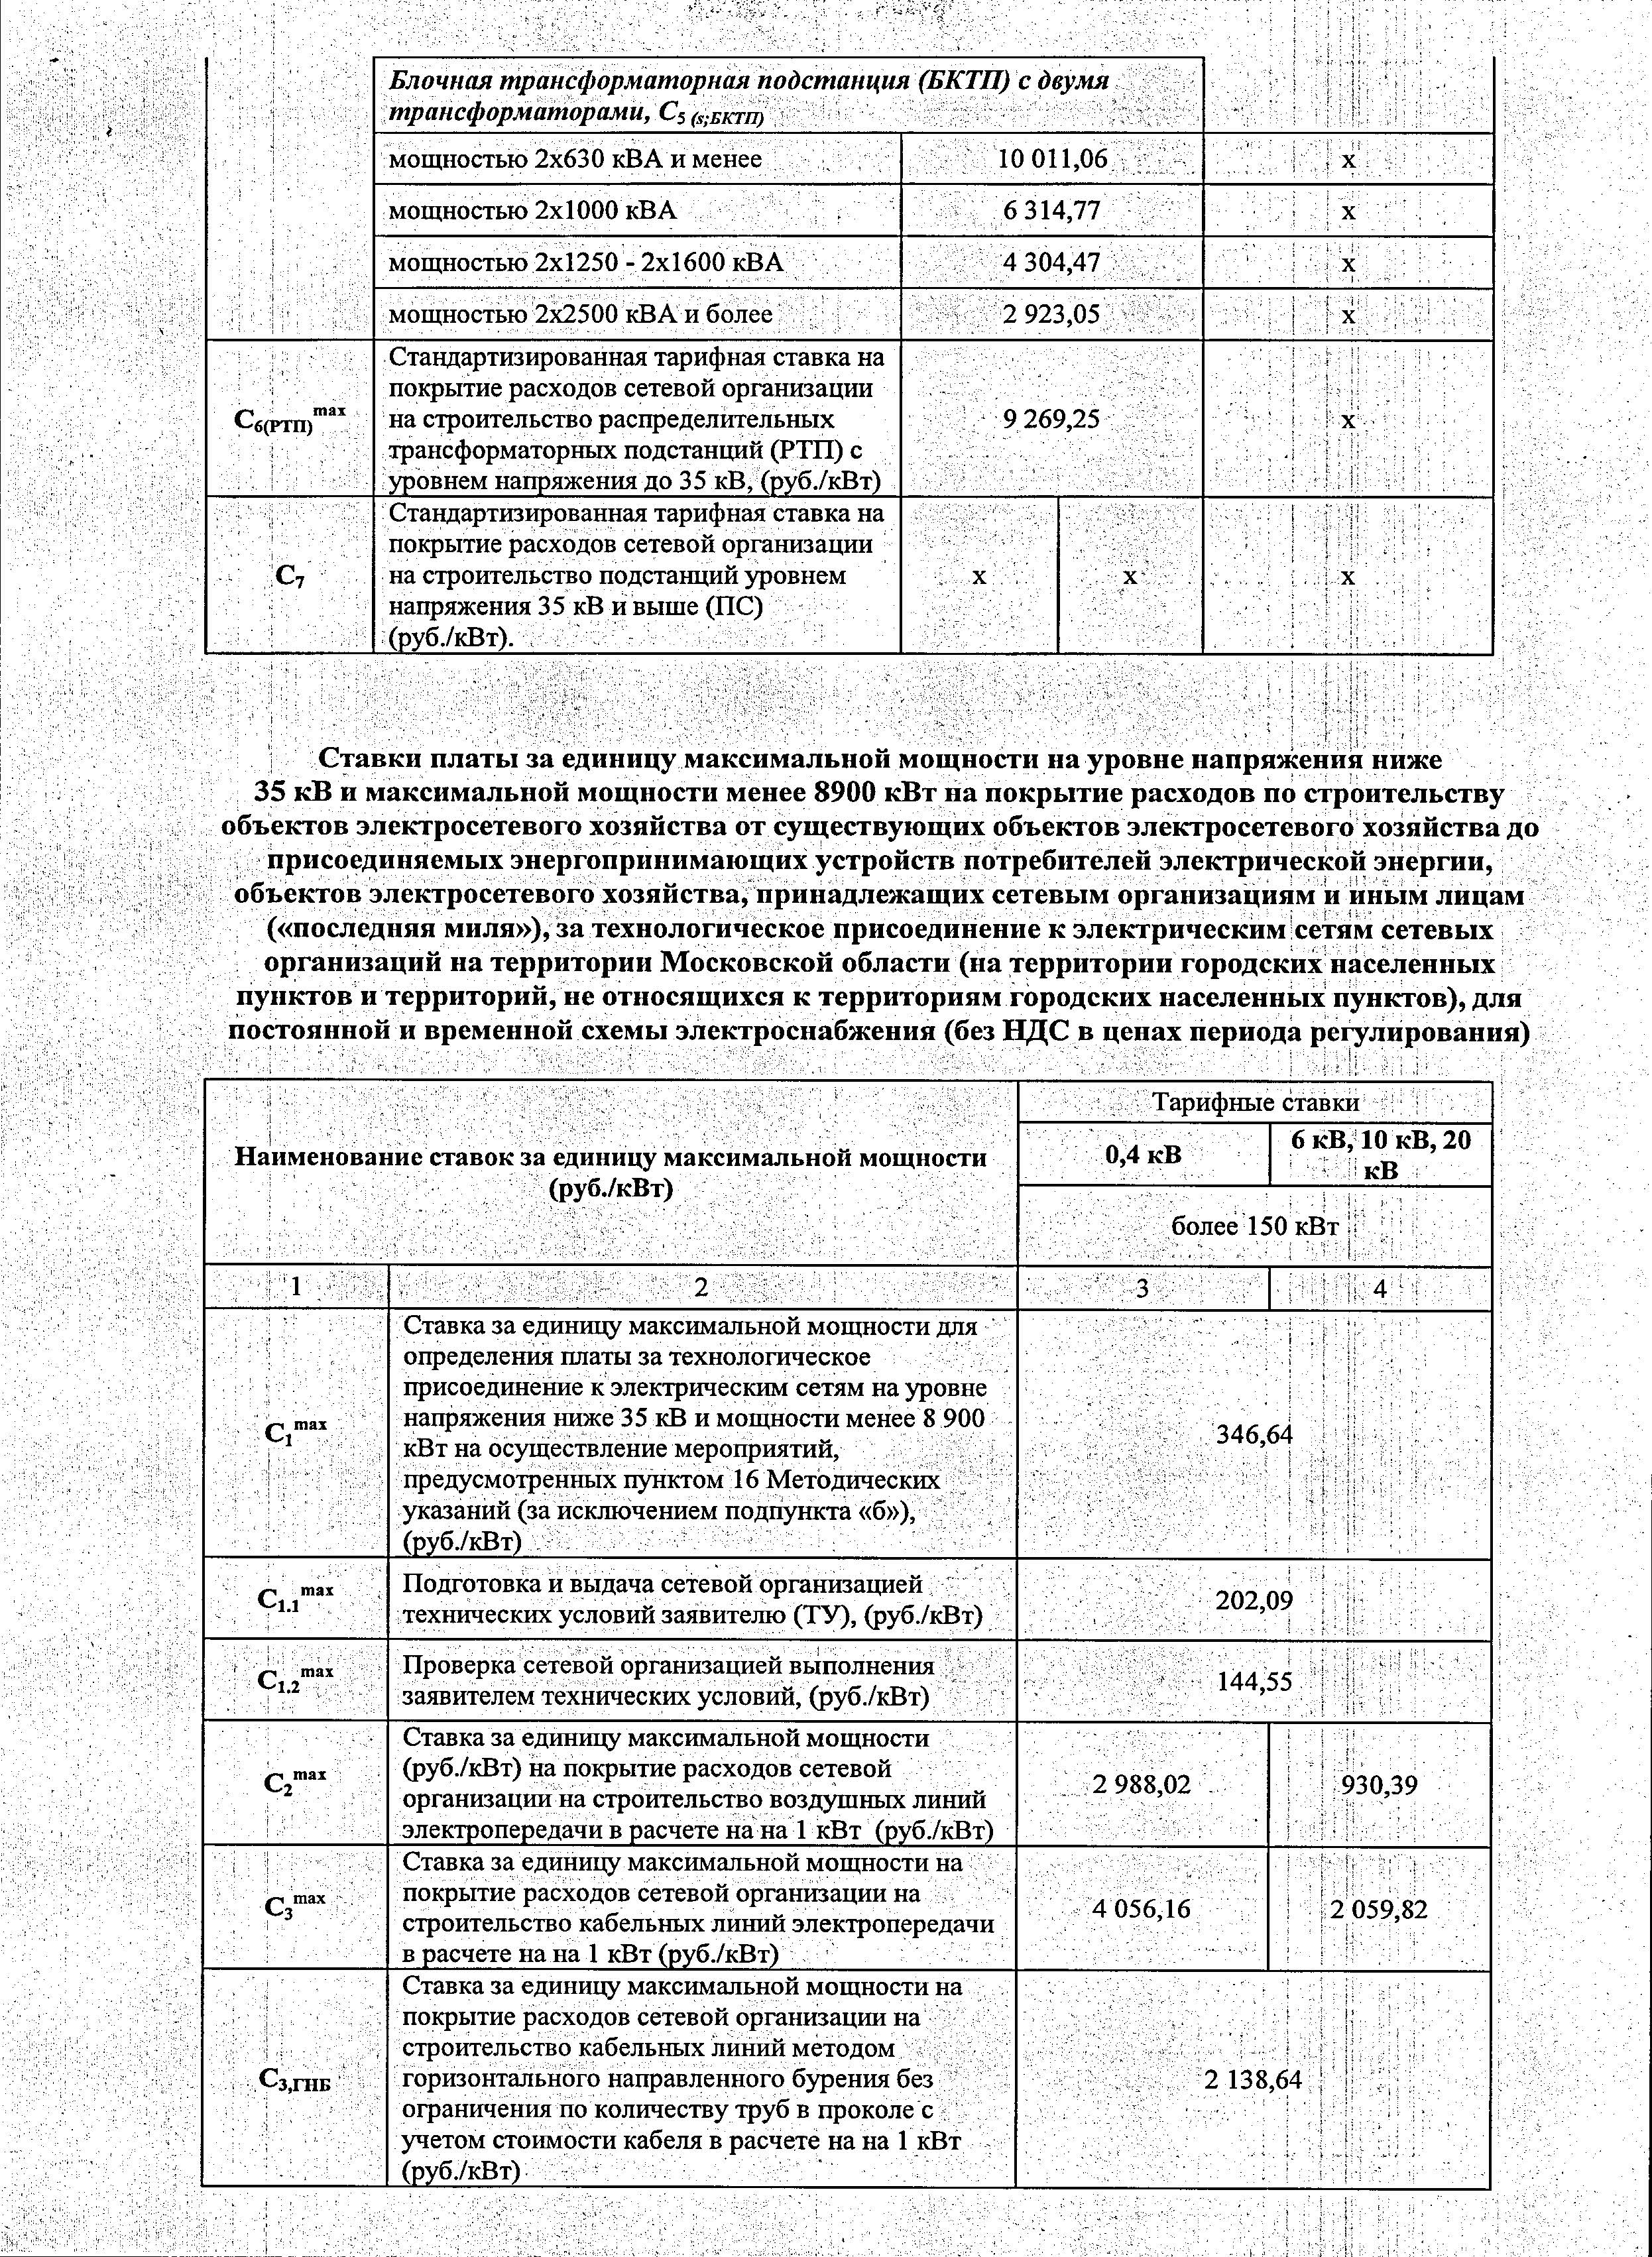 Блочная трансформаторная подстанция (БКТП) с двумя
трансформаторами, С5 (s;БКТП)
мощностью 2х630 кВА и менее 10 011,06 х
мощностью 2х1000 кВА 6 314,77 х
мощностью 2х1250 - 2х1600 кВА 4 304,47 х
мощностью 2х2500 кВА и более 2 923,05 х
С6(РТП)max
Стандартизированная тарифная ставка на
покрытие расходов сетевой организации
на строительство распределительных
трансформаторных подстанций (РТП) с
уровнем напряжения до 35 кВ, (руб./кВт)
9 269,25 х
С7
Стандартизированная тарифная ставка на
покрытие расходов сетевой организации
на строительство подстанций уровнем
напряжения 35 кВ и выше (ПС)
(руб./кВт).
х х х
Ставки платы за единицу максимальной мощности на уровне напряжения ниже
35 кВ и максимальной мощности менее 8900 кВт на покрытие расходов по строительству
объектов электросетевого хозяйства от существующих объектов электросетевого хозяйства до
присоединяемых энергопринимающих устройств потребителей электрической энергии,
объектов электросетевого хозяйства, принадлежащих сетевым организациям и иным лицам
(«последняя миля»), за технологическое присоединение к электрическим сетям сетевых
организаций на территории Московской области (на территории городских населенных
пунктов и территорий, не относящихся к территориям городских населенных пунктов), для
постоянной и временной схемы электроснабжения (без НДС в ценах периода регулирования)
Наименование ставок за единицу максимальной мощности
(руб./кВт)
Тарифные ставки
0,4 кВ
6 кВ, 10 кВ, 20
кВ
более 150 кВт
1 2 3 4
С1max
Ставка за единицу максимальной мощности для
определения платы за технологическое
присоединение к электрическим сетям на уровне
напряжения ниже 35 кВ и мощности менее 8 900
кВт на осуществление мероприятий,
предусмотренных пунктом 16 Методических
указаний (за исключением подпункта «б»),
(руб./кВт)
346,64
С1.1max
Подготовка и выдача сетевой организацией
технических условий заявителю (ТУ), (руб./кВт)
202,09
С1.2max
Проверка сетевой организацией выполнения
заявителем технических условий, (руб./кВт)
144,55
С2max
Ставка за единицу максимальной мощности
(руб./кВт) на покрытие расходов сетевой
организации на строительство воздушных линий
электропередачи в расчете на на 1 кВт (руб./кВт)
2 988,02 930,39
С3max
Ставка за единицу максимальной мощности на
покрытие расходов сетевой организации на
строительство кабельных линий электропередачи
в расчете на на 1 кВт (руб./кВт)
4 056,16 2 059,82
С3,ГНБ
Ставка за единицу максимальной мощности на
покрытие расходов сетевой организации на
строительство кабельных линий методом
горизонтального направленного бурения без
ограничения по количеству труб в проколе с
учетом стоимости кабеля в расчете на на 1 кВт
(руб./кВт)
2 138,64